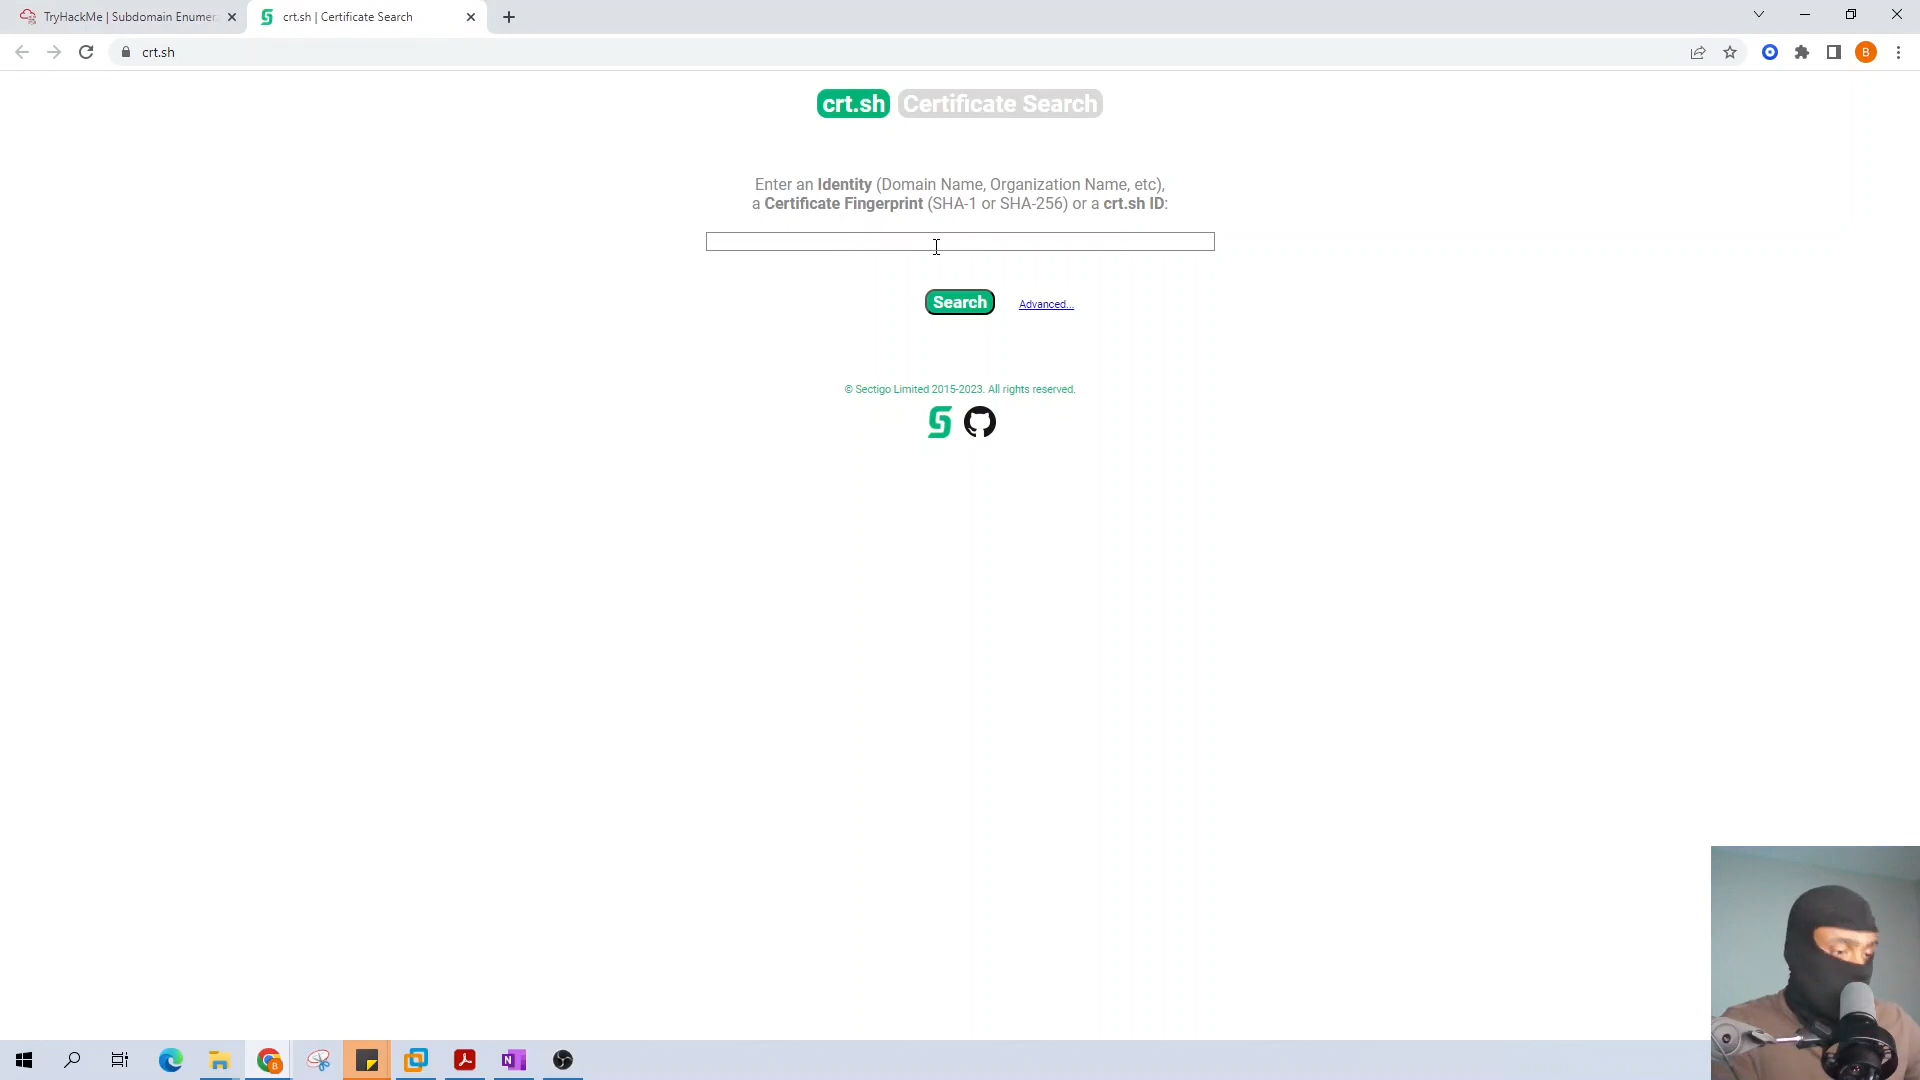 TryHackMe | Subdomain Enumer
crt.sh | Certificate Search
crt.sh
B
crt.sh Certificate Search
Enter an Identity (Domain Name, Organization Name, etc),
a Certificate Fingerprint (SHA-1 or SHA-256) or a crt.sh ID:
Search
Advanced...
© Sectigo Limited 2015-2023. All rights reserved.
B
N